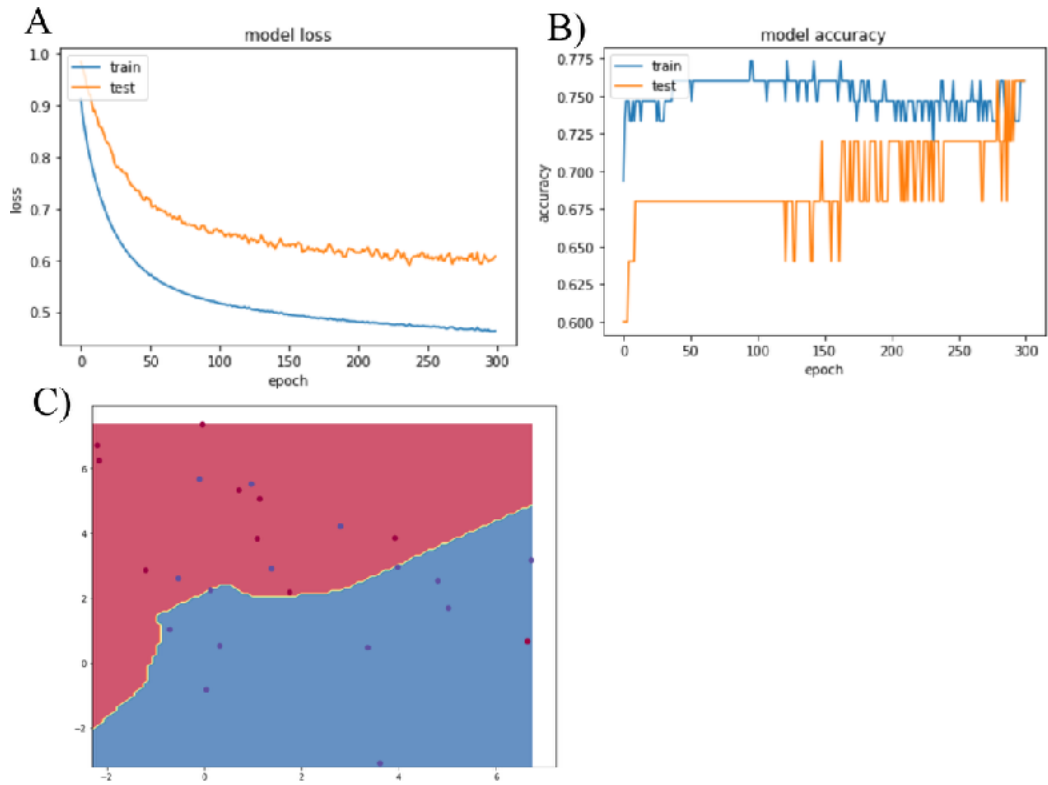 A
model loss
train
test
1.0
0.9
0.8
0.7
0.6
0.5
loss
0 50 100 150 200 250 300
epoch
B)
model accuracy
train
test
0.775
0.750
0.725
0.700
0.675
0.650
0.625
0.600
accuracy
0 50 100 150 200 250 300
epoch
C)
6
4
2
0
−2
−2 0 2 4 6